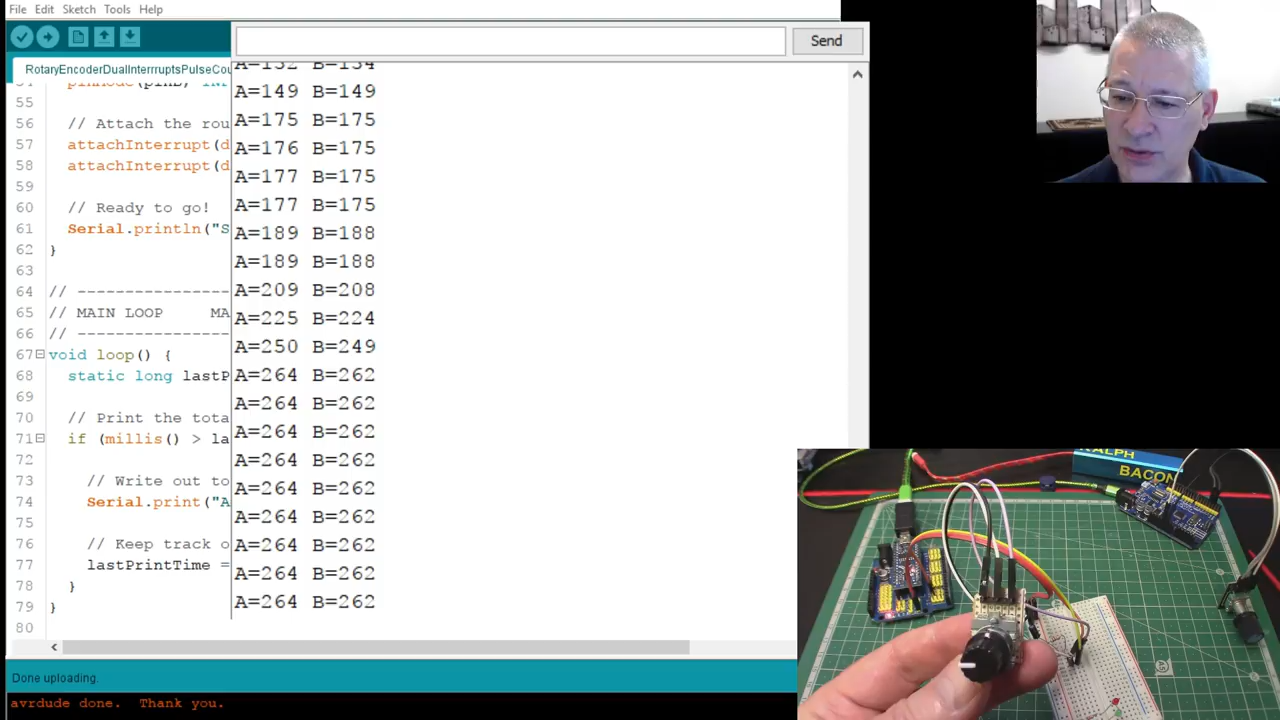 File Edit Sketch Tools Help
Send
RotaryEncoderDualInterrruptsPulseCou
A=149 B=149
A=175 B=175
A=176 B=175
A=177 B=175
A=177 B=175
A=189 B=188
A=189 B=188
A=209 B=208
A=225 B=224
A=250 B=249
A=264 B=262
A=264 B=262
A=264 B=262
A=264 B=262
A=264 B=262
A=264 B=262
A=264 B=262
A=264 B=262
A=264 B=262
54
55
56 // Attach the rou
57 attachInterrupt(d
58 attachInterrupt(d
59
60 // Ready to go!
61 Serial.println("S
62 }
63
64 // -----------------
65 // MAIN LOOP MA
66 // -----------------
67 void loop() {
68 static long lastP
69
70 // Print the tota
71 if (millis() > la
72
73 // Write out to
74 Serial.print("A
75
76 // Keep track o
77 lastPrintTime =
78 }
79 }
80
Done uploading.
avrdude done. Thank you.
RALPH
BACON